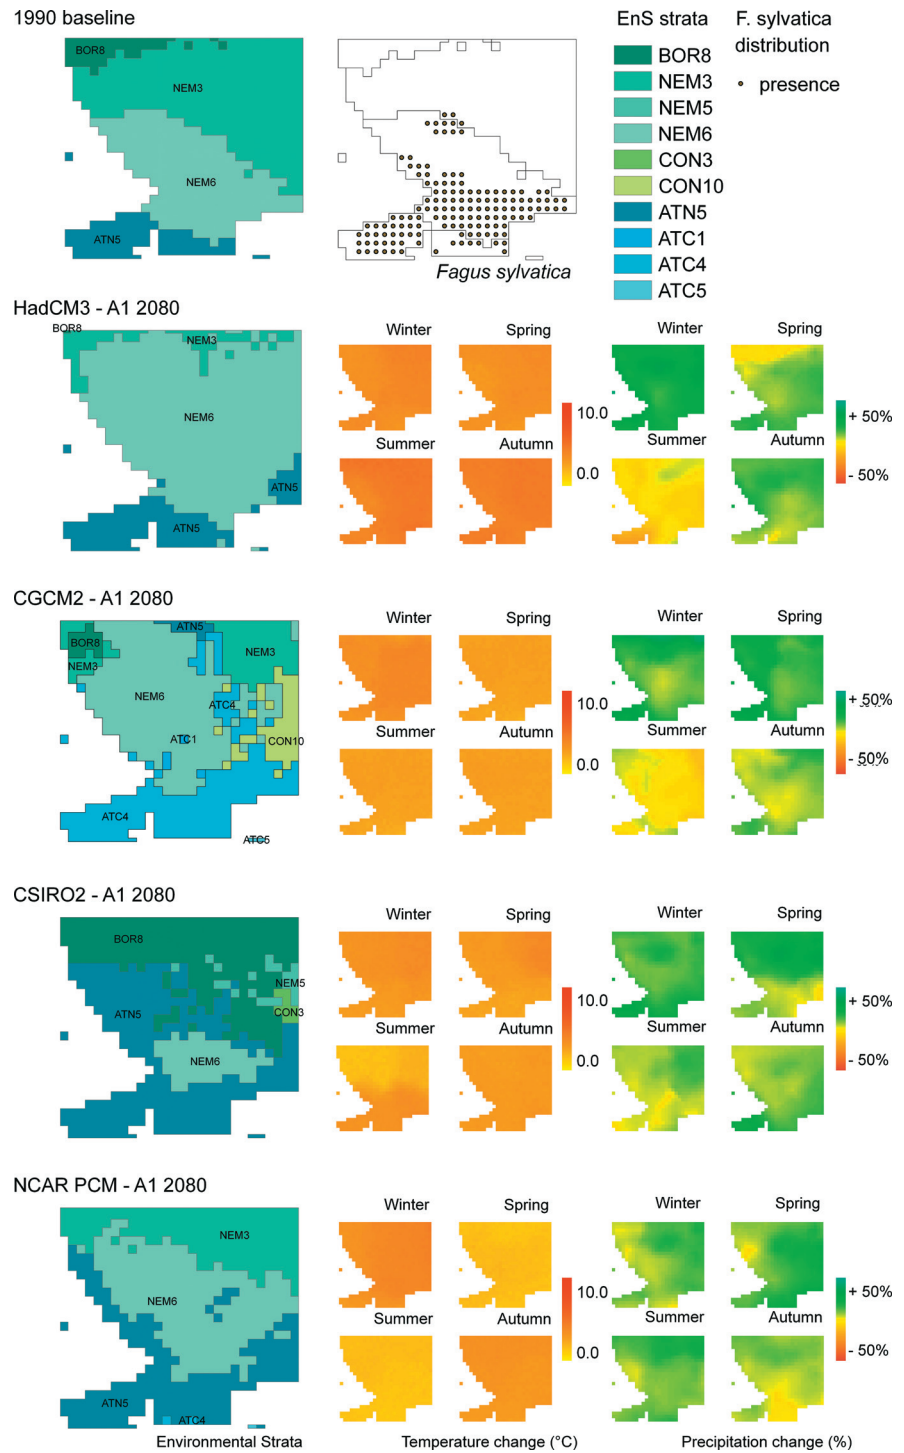 1990 baseline
BOR8
NEM3
NEM6
ATN5
Fagus sylvatica
EnS strata
BOR8
NEM3
NEM5
NEM6
CON3
CON10
ATN5
ATC1
ATC4
ATC5
F. sylvatica
distribution
presence
HadCM3 - A1 2080
BOR8
NEM3
NEM6
ATN5
ATN5
Winter
Spring
Summer
Autumn
10.0
0.0
Winter
Spring
Summer
Autumn
+ 50%
- 50%
CGCM2 - A1 2080
ATN5
BOR8
NEM3
NEM3
NEM6
ATC4
ATC1
CON10
ATC4
ATC5
Winter
Spring
Summer
Autumn
10.0
0.0
Winter
Spring
Summer
Autumn
+ 50%
- 50%
CSIRO2 - A1 2080
BOR8
NEM5
ATN5
CON3
NEM6
Winter
Spring
Summer
Autumn
10.0
0.0
Winter
Spring
Summer
Autumn
+ 50%
- 50%
NCAR PCM - A1 2080
NEM3
NEM6
ATN5
ATC4
Winter
Spring
Summer
Autumn
10.0
0.0
Winter
Spring
Summer
Autumn
+ 50%
- 50%
Environmental Strata
Temperature change (°C)
Precipitation change (%)